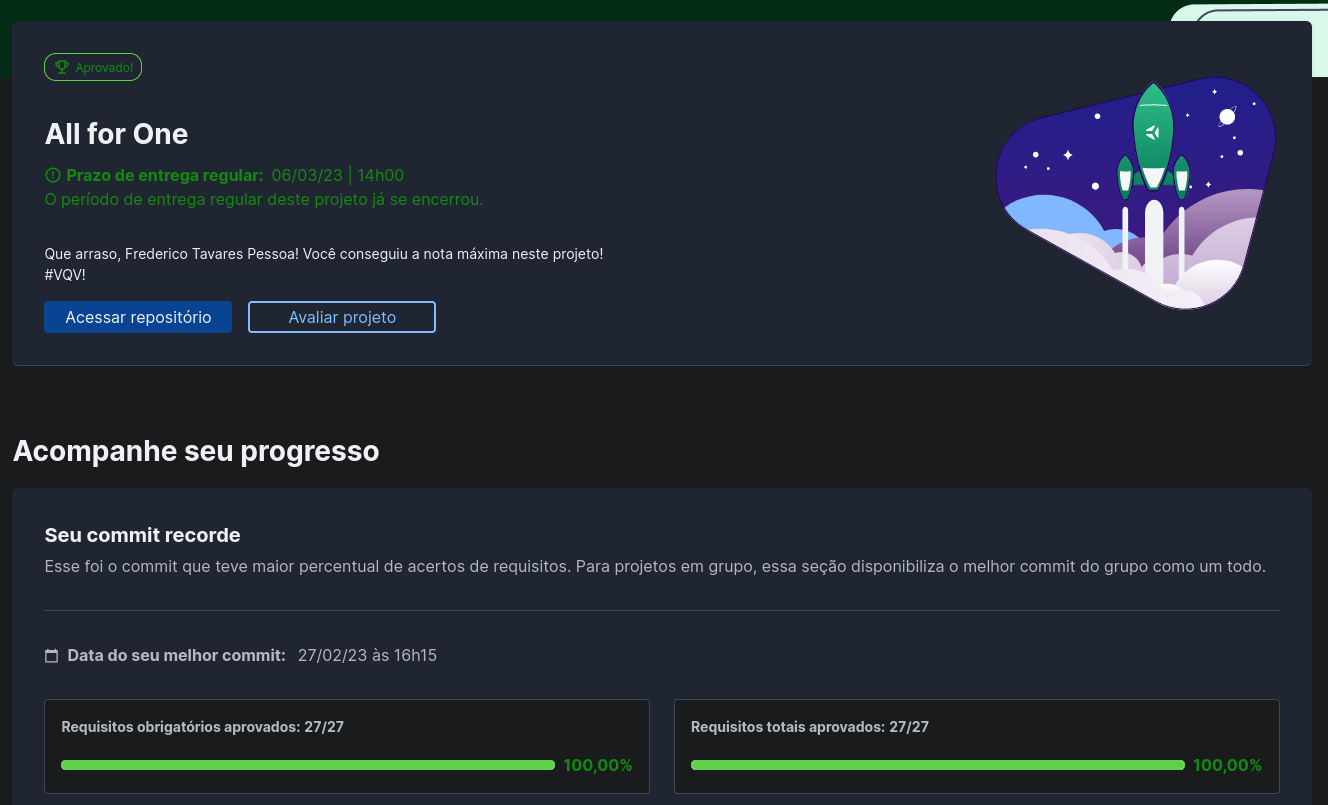 Aprovado!
All for One
Prazo de entrega regular: 06/03/23 | 14h00
O período de entrega regular deste projeto já se encerrou.
Que arraso, Frederico Tavares Pessoa! Você conseguiu a nota máxima neste projeto!
#VQV!
Acessar repositório
Avaliar projeto
Acompanhe seu progresso
Seu commit recorde
Esse foi o commit que teve maior percentual de acertos de requisitos. Para projetos em grupo, essa seção disponibiliza o melhor commit do grupo como um todo.
Data do seu melhor commit: 27/02/23 às 16h15
Requisitos obrigatórios aprovados: 27/27
100,00%
Requisitos totais aprovados: 27/27
100,00%